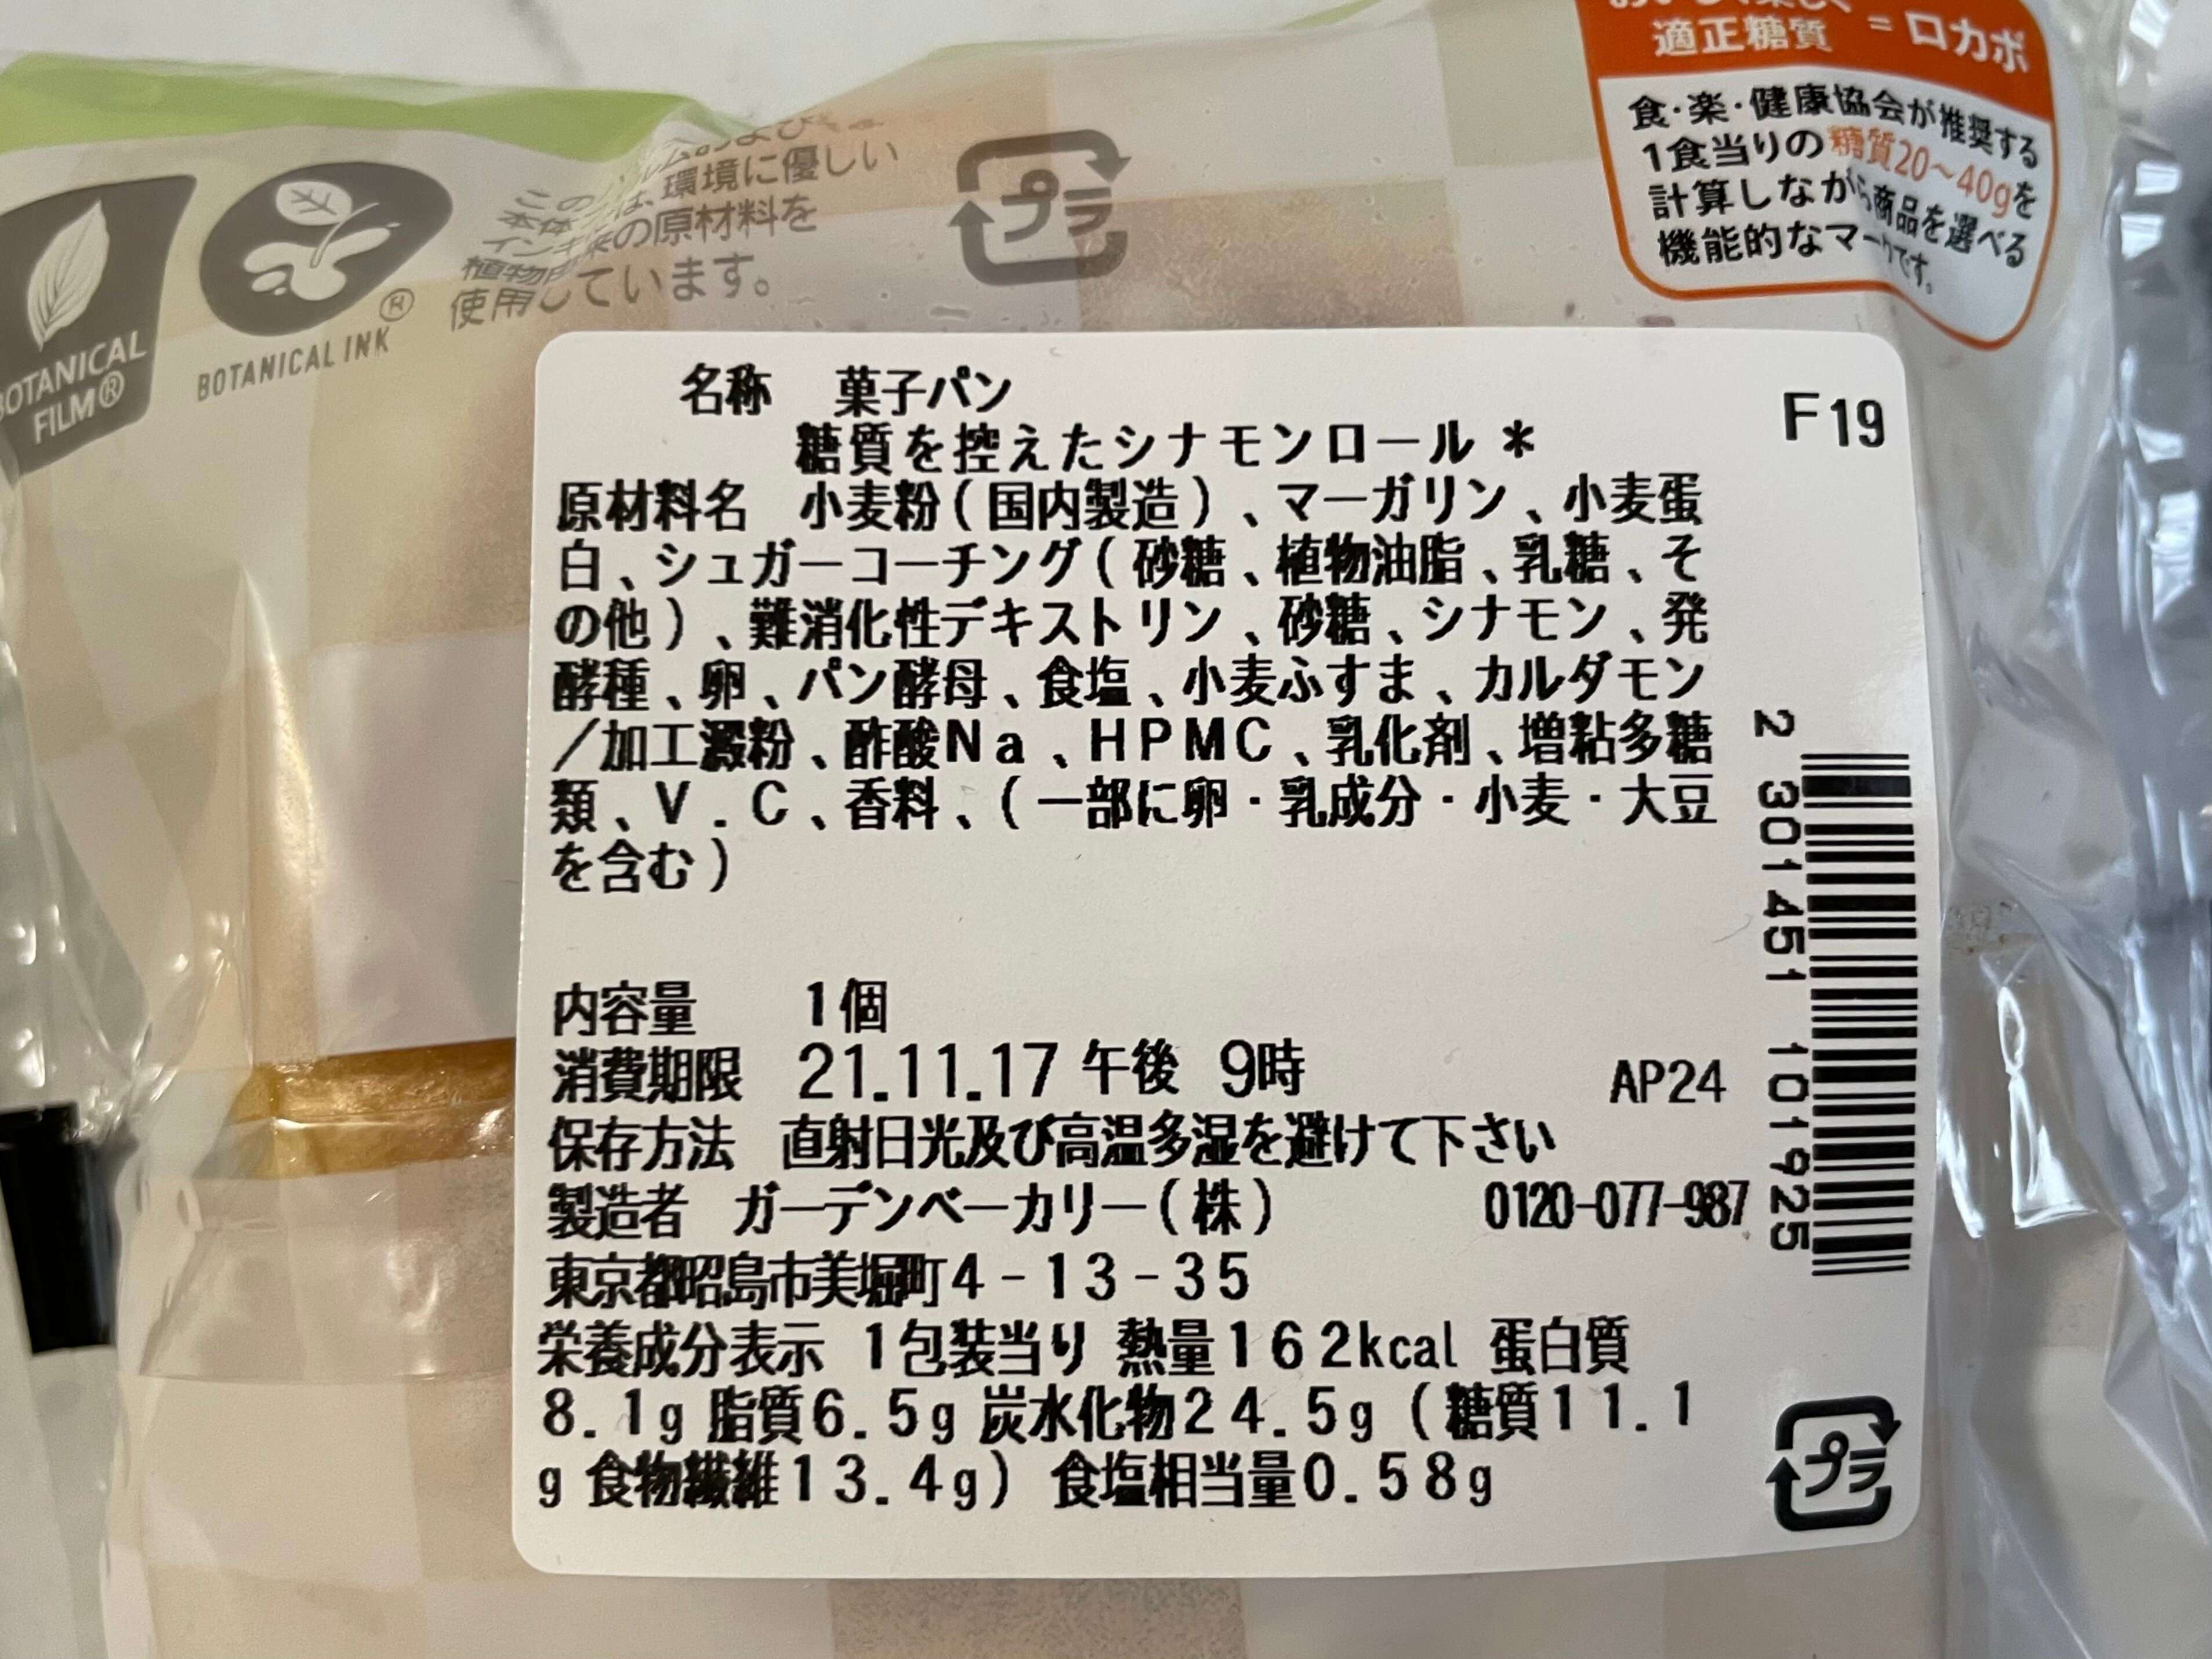 適正糖質 = ロカボ
食・楽・健康協会が推奨する
1食当りの糖質20～40gを
計算しながら商品を選べる
機能的なマークです。
環境に優しい
の原材料を
使用しています。
プラ
BOTANICAL
FILM®
BOTANICAL INK
®
名称 菓子パン
F19
糖質を控えたシナモンロール＊
原材料名 小麦粉(国内製造)、マーガリン、小麦蛋
白、シュガーコーチング(砂糖、植物油脂、乳糖、そ
の他)、難消化性デキストリン、砂糖、シナモン、発
酵種、卵、パン酵母、食塩、小麦ふすま、カルダモン
/加工澱粉、酢酸Na、HPMC、乳化剤、増粘多糖
類、V.C、香料、(一部に卵・乳成分・小麦・大豆
を含む)
2 301451 101925
内容量 1個
消費期限 21.11.17 午後 9時 AP24
保存方法 直射日光及び高温多湿を避けて下さい
製造者 ガーデンベーカリー(株) 0120-077-987
東京都昭島市美堀町4-13-35
栄養成分表示 1包装当り 熱量162kcal 蛋白質
8.1g 脂質6.5g 炭水化物24.5g (糖質11.1
g 食物繊維13.4g) 食塩相当量0.58g
プラ